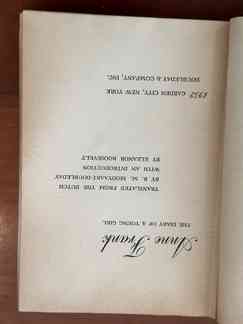 Anne Frank
THE DIARY OF A YOUNG GIRL
TRANSLATED FROM THE DUTCH
BY B. M. MOOYAART-DOUBLEDAY
WITH AN INTRODUCTION
BY ELEANOR ROOSEVELT
1952 GARDEN CITY, NEW YORK
DOUBLEDAY & COMPANY, INC.